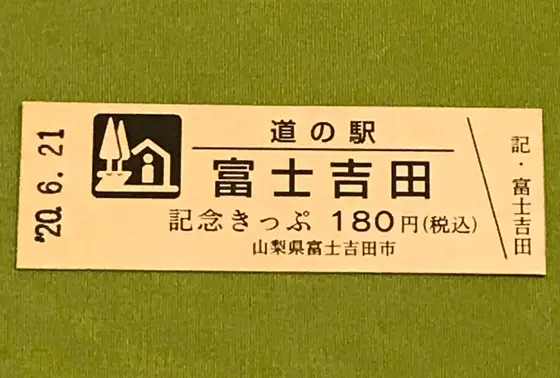 '20.6.21
道の駅
富士吉田
記念きっぷ 180円(税込)
山梨県富士吉田市
記・富士吉田